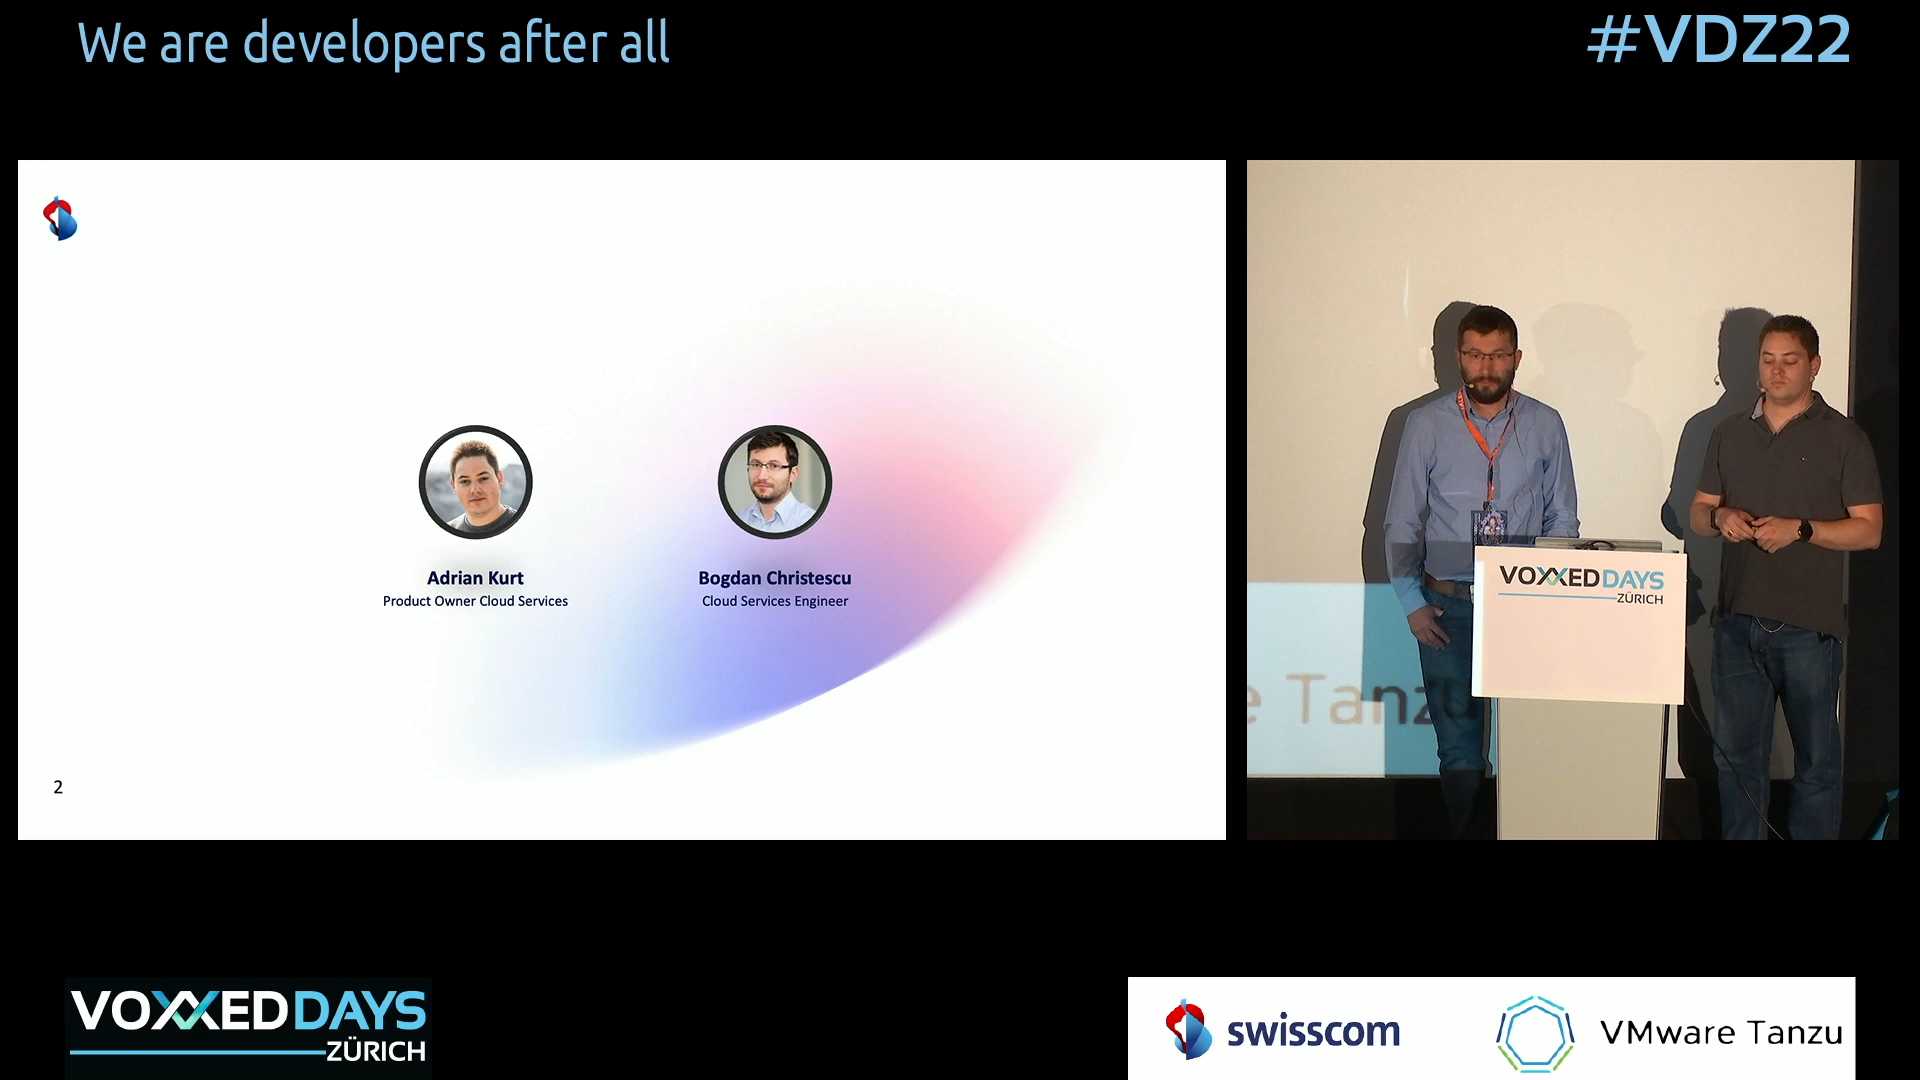 We are developers after all
#VDZ22
Adrian Kurt
Product Owner Cloud Services
Bogdan Christescu
Cloud Services Engineer
2
VOXXED DAYS
ZÜRICH
e Tanzu
VOXXED DAYS
ZÜRICH
swisscom
VMware Tanzu